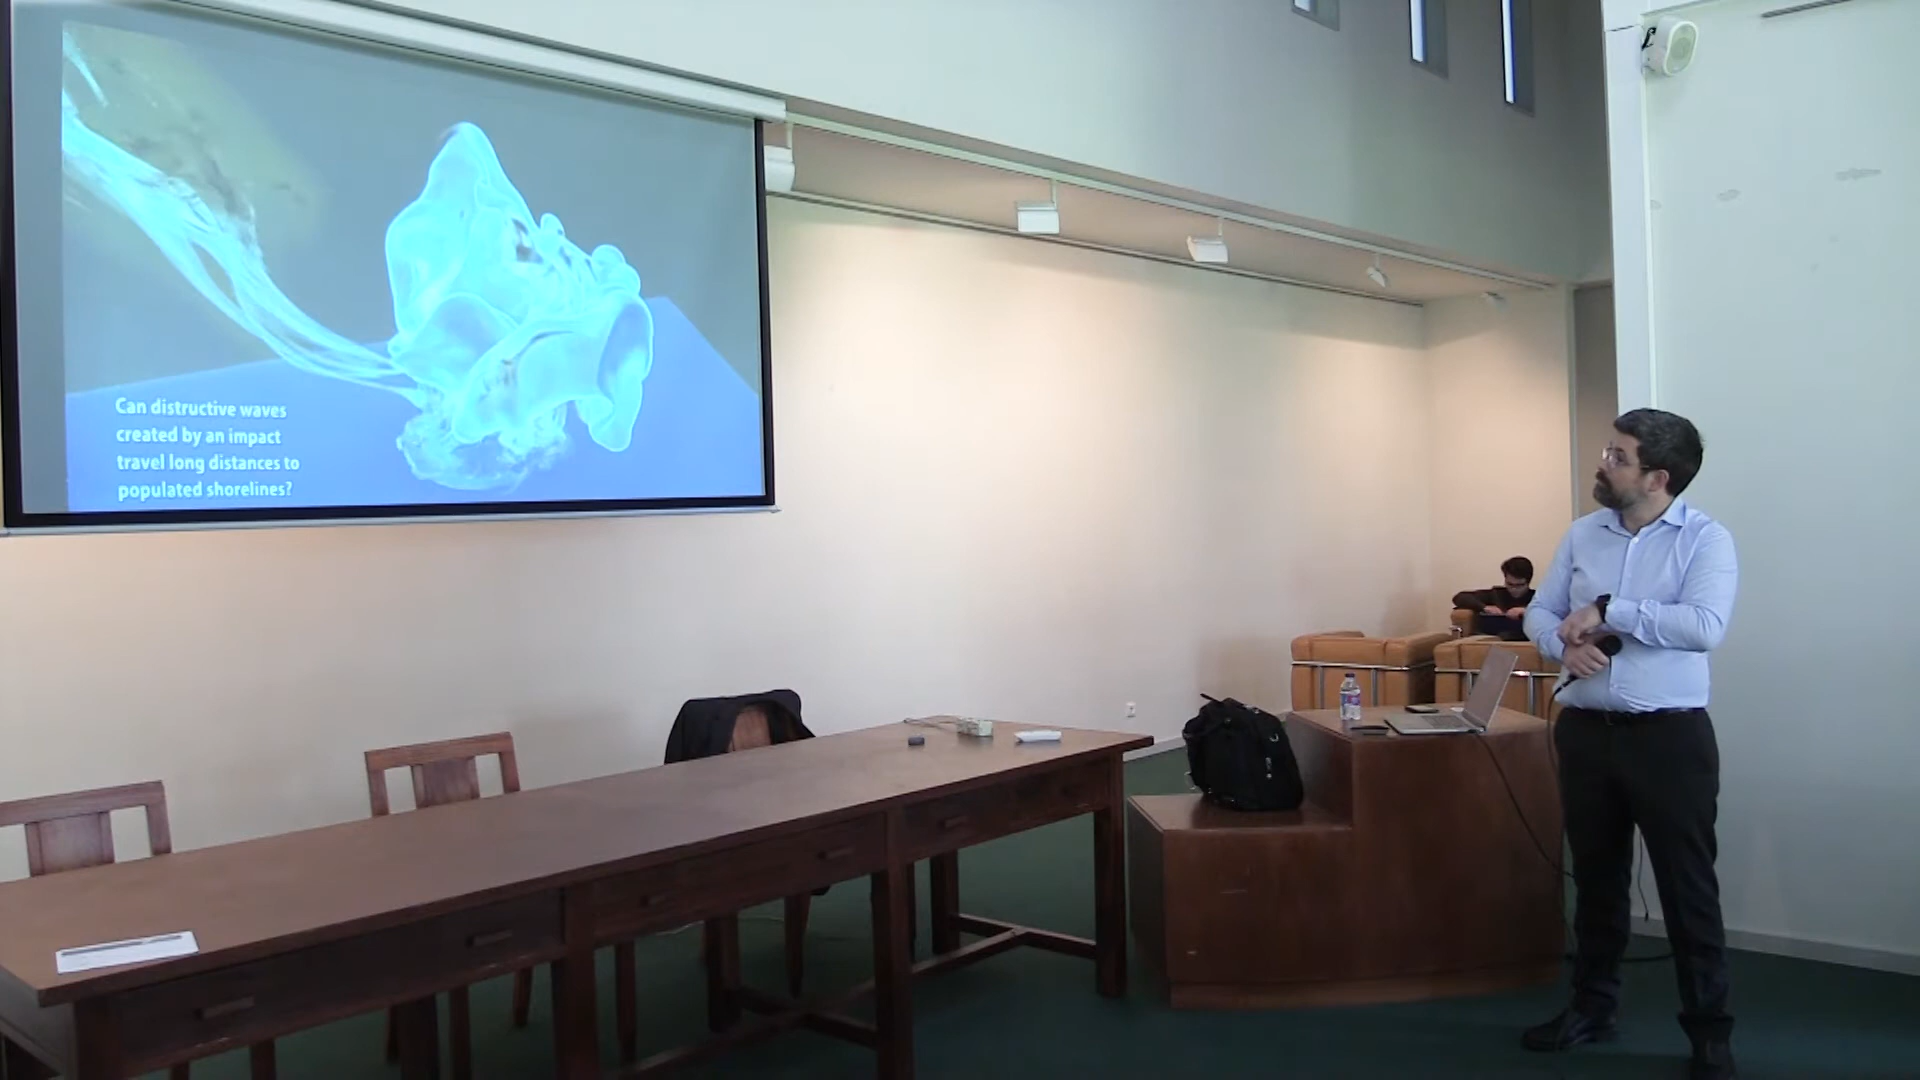 Can distructive waves
created by an impact
travel long distances to
populated shorelines?